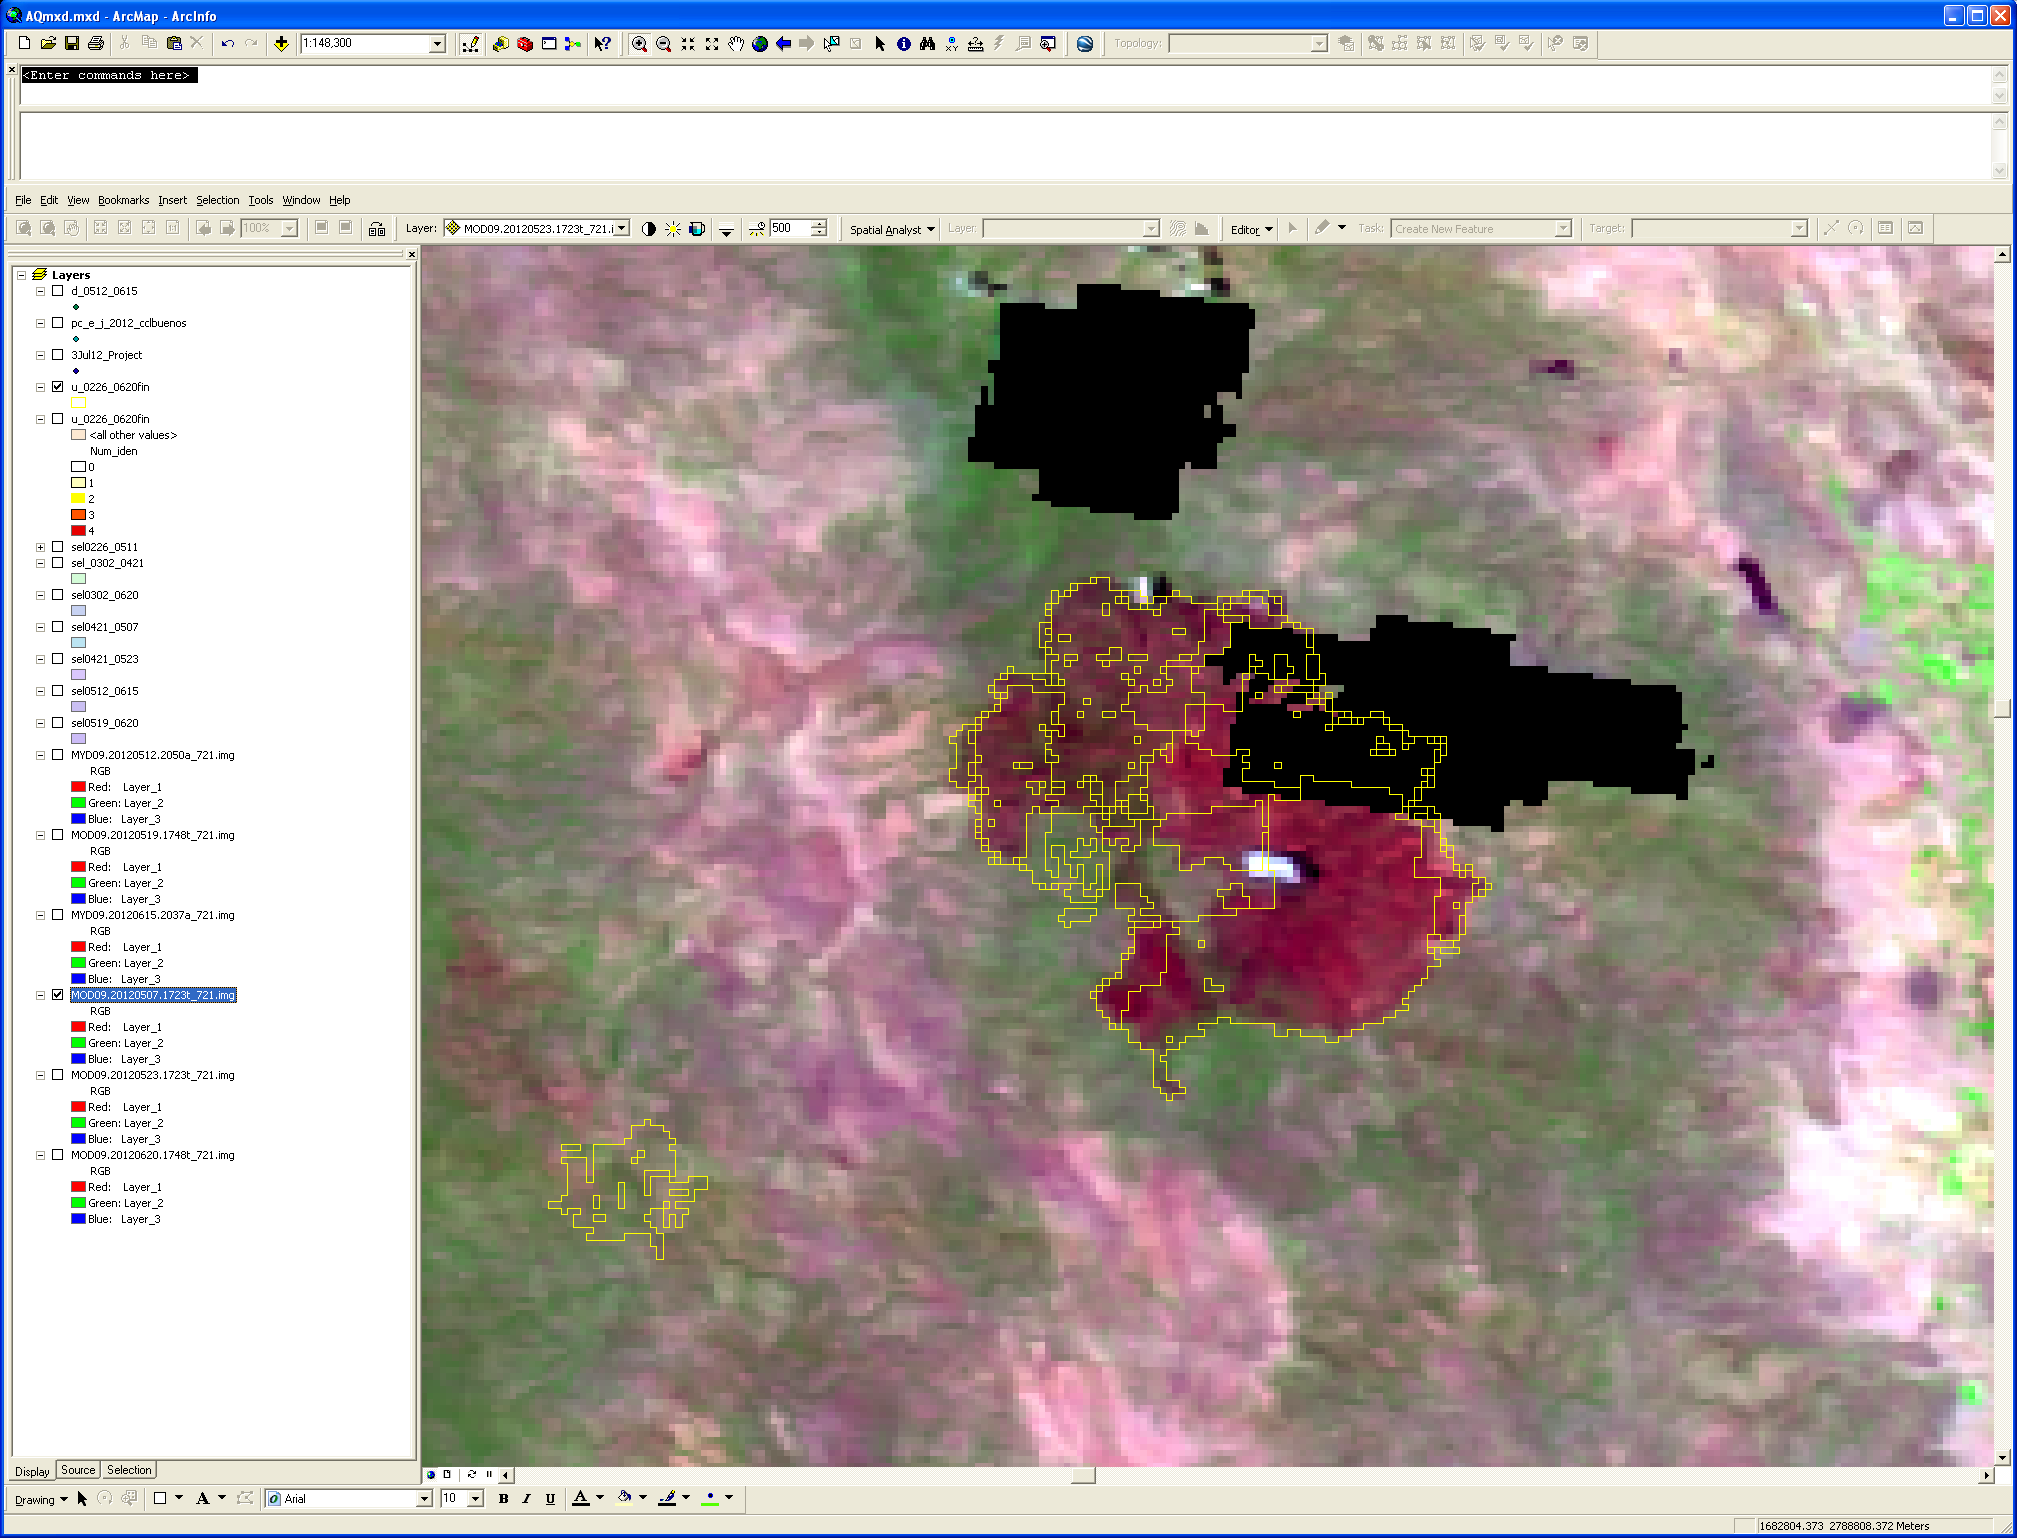 AQmxd.mxd - ArcMap - ArcInfo
1:148,300
Topology:
<Enter commands here>
File Edit View Bookmarks Insert Selection Tools Window Help
100%
Layer: MOD09.20120523.1723t_721.i
500
Spatial Analyst
Layer:
Editor
Task: Create New Feature
Target:
Layers
d_0512_0615
pc_e_j_2012_cclbuenos
3Jul12_Project
u_0226_0620fin
u_0226_0620fin
<all other values>
Num_iden
0
1
2
3
4
sel0226_0511
sel_0302_0421
sel0302_0620
sel0421_0507
sel0421_0523
sel0512_0615
sel0519_0620
MYD09.20120512.2050a_721.img
RGB
Red: Layer_1
Green: Layer_2
Blue: Layer_3
MOD09.20120519.1748t_721.img
RGB
Red: Layer_1
Green: Layer_2
Blue: Layer_3
MYD09.20120615.2037a_721.img
RGB
Red: Layer_1
Green: Layer_2
Blue: Layer_3
MOD09.20120507.1723t_721.img
RGB
Red: Layer_1
Green: Layer_2
Blue: Layer_3
MOD09.20120523.1723t_721.img
RGB
Red: Layer_1
Green: Layer_2
Blue: Layer_3
MOD09.20120620.1748t_721.img
RGB
Red: Layer_1
Green: Layer_2
Blue: Layer_3
Display Source Selection
Drawing A Arial 10 B I U A
1682804.373 2788808.372 Meters